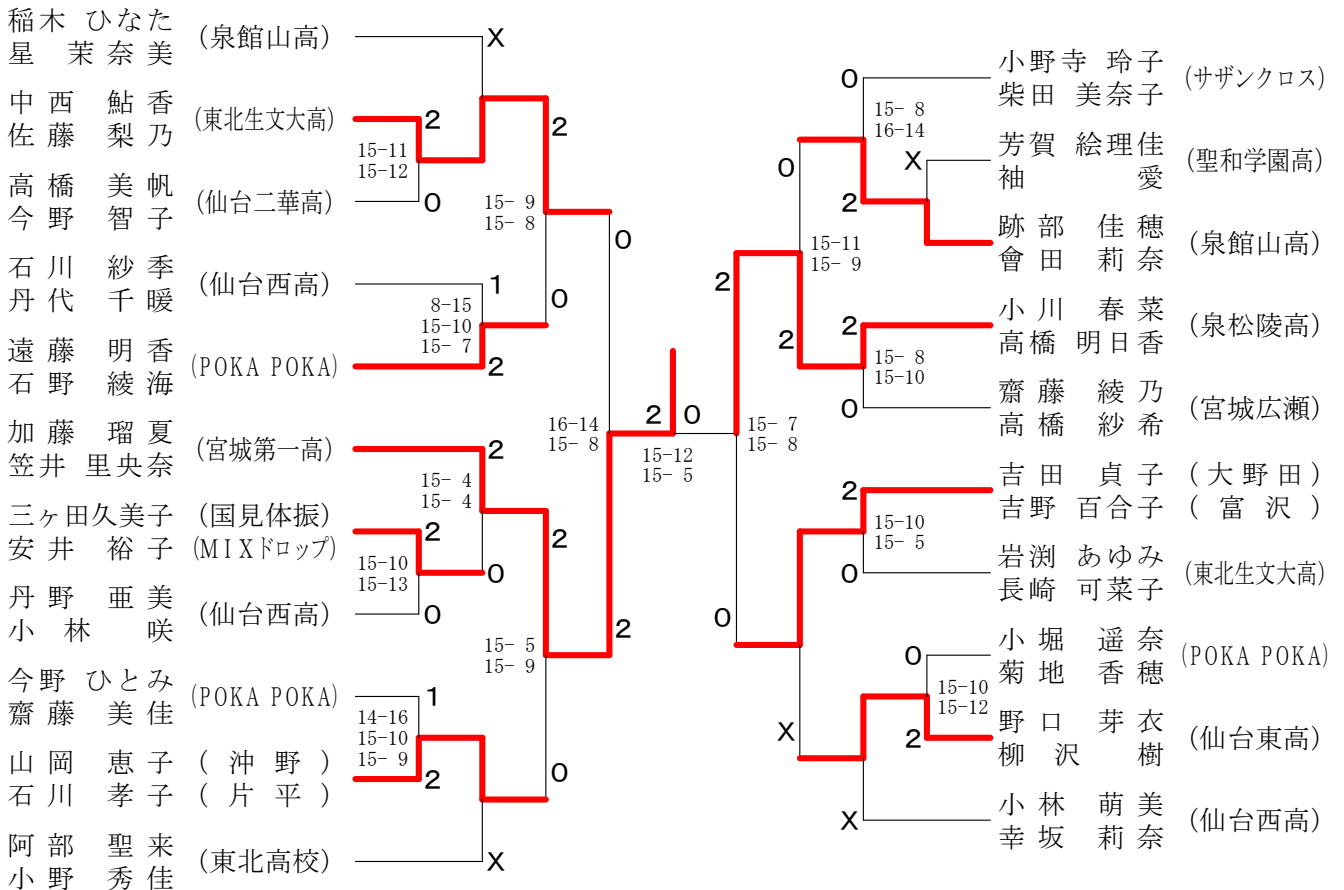 稲木 ひなた (泉館山高)
星 茉奈美
X
中西 鮎香 (東北生文大高)
佐藤 梨乃
2
15-11
15-12
高橋 美帆 (仙台二華高)
今野 智子
0
2
15- 9
15- 8
石川 紗季 (仙台西高)
丹代 千暖
1
8-15
15-10
15- 7
0
遠藤 明香 (POKA POKA)
石野 綾海
2
0
16-14
15- 8
加藤 瑠夏 (宮城第一高)
笠井 里央奈
2
15- 4
15- 4
三ヶ田久美子 (国見体振)
安井 裕子 (MIXドロップ)
2
15-10
15-13
0
2
丹野 亜美 (仙台西高)
小林 咲
0
15- 5
15- 9
2
今野 ひとみ (POKA POKA)
齋藤 美佳
1
14-16
15-10
15- 9
山岡 恵子 (沖野)
石川 孝子 (片平)
2
0
阿部 聖来 (東北高校)
小野 秀佳
X
2 0
15-12
15- 5
小野寺 玲子 (サザンクロス)
柴田 美奈子
0
15- 8
16-14
芳賀 絵理佳 (聖和学園高)
袖 愛
X
0
2
跡部 佳穂 (泉館山高)
會田 莉奈
15-11
15- 9
2
小川 春菜 (泉松陵高)
高橋 明日香
2
2
15- 8
15-10
齋藤 綾乃 (宮城広瀬)
高橋 紗希
0
15- 7
15- 8
吉田 貞子 (大野田)
吉野 百合子 (富沢)
2
15-10
15- 5
岩渕 あゆみ (東北生文大高)
長崎 可菜子
0
0
小堀 遥奈 (POKA POKA)
菊地 香穂
0
15-10
15-12
野口 芽衣 (仙台東高)
柳沢 樹
2
X
小林 萌美 (仙台西高)
幸坂 莉奈
X